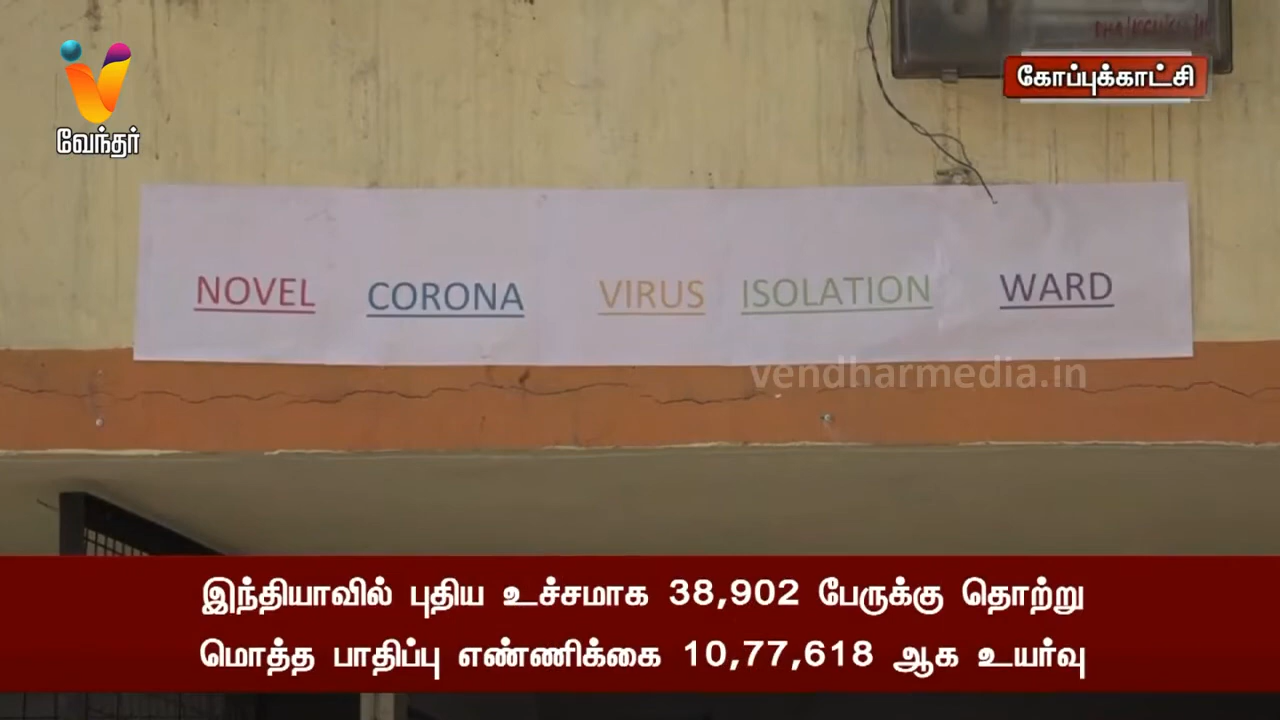 வேந்தர்
கோப்புக்காட்சி
NOVEL CORONA VIRUS ISOLATION WARD
vendharmedia.in
இந்தியாவில் புதிய உச்சமாக 38,902 பேருக்கு தொற்று
மொத்த பாதிப்பு எண்ணிக்கை 10,77,618 ஆக உயர்வு